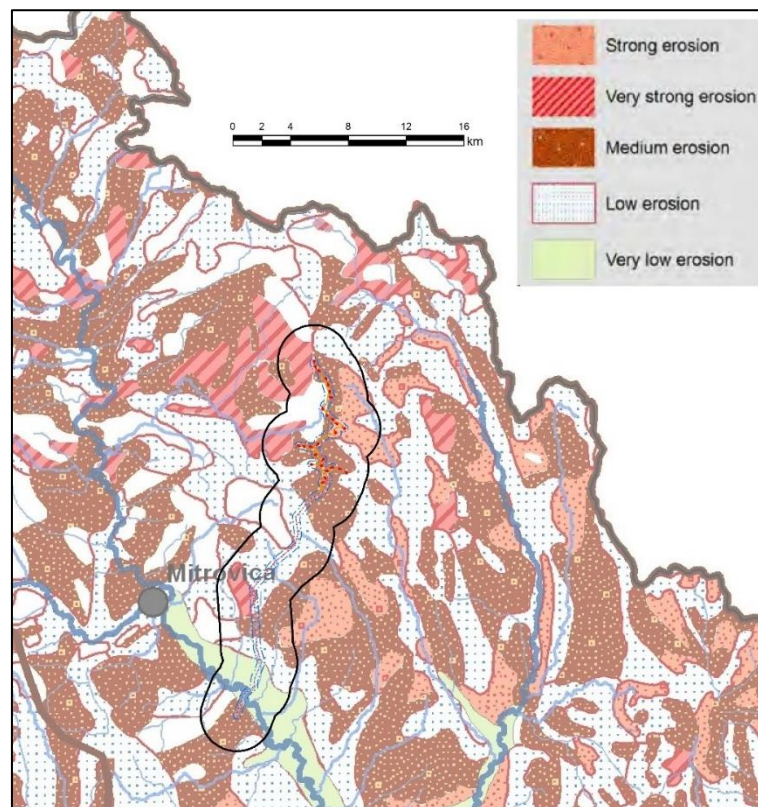 Strong erosion
Very strong erosion
Medium erosion
Low erosion
Very low erosion
0 2 4 8 12 16
km
Mitrovica